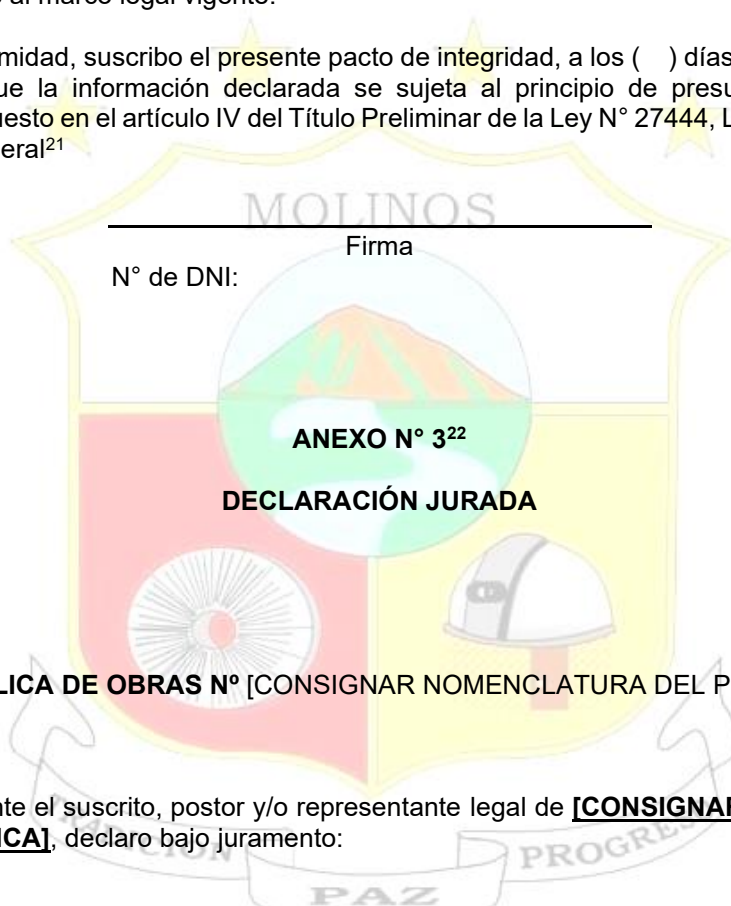 al marco legal vigente.
midad, suscribo el presente pacto de integridad, a los ( ) días
ue la información declarada se sujeta al principio de presu
uesto en el artículo IV del Título Preliminar de la Ley N° 27444, L
eral21
MOLINOS
Firma
N° de DNI:
ANEXO N° 322
DECLARACIÓN JURADA
LICA DE OBRAS Nº [CONSIGNAR NOMENCLATURA DEL P
nte el suscrito, postor y/o representante legal de [CONSIGNAR
ICA], declaro bajo juramento:
TRADICION
PAZ
PROGRES